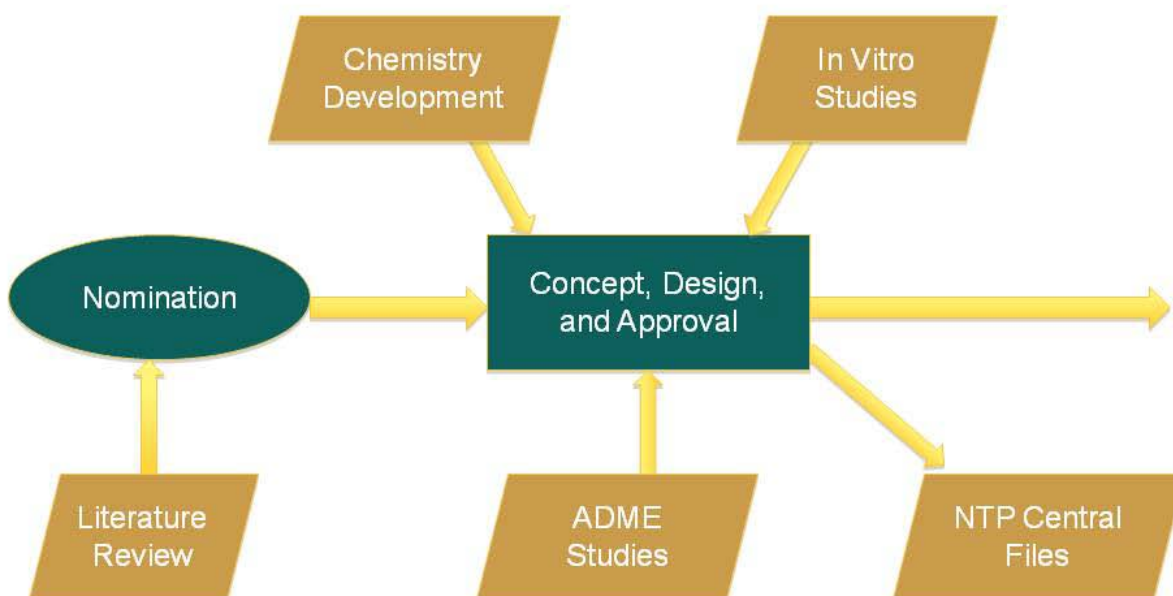 Chemistry
Development
In Vitro
Studies
Nomination
Concept, Design,
and Approval
Literature
Review
ADME
Studies
NTP Central
Files